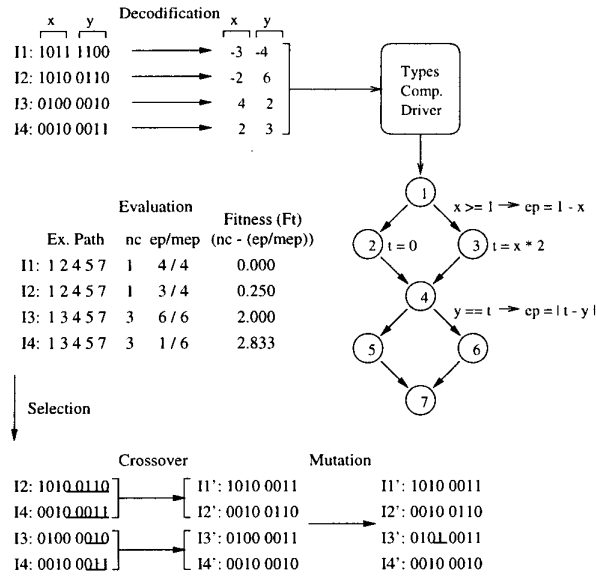 Decodification
x y x y
I1: 1011 1100 -3 -4
I2: 1010 0110 -2 6
I3: 0100 0010 4 2
I4: 0010 0011 2 3
Types
Comp.
Driver
1
x >= 1 → ep = 1 - x
2 t = 0 3 t = x * 2
4
y == t → ep = | t - y |
5 6
7
Evaluation
Fitness (Ft)
Ex. Path nc ep/mep (nc - (ep/mep))
I1: 1 2 4 5 7 1 4 / 4 0.000
I2: 1 2 4 5 7 1 3 / 4 0.250
I3: 1 3 4 5 7 3 6 / 6 2.000
I4: 1 3 4 5 7 3 1 / 6 2.833
Selection
Crossover Mutation
I2: 1010 0110 I1': 1010 0011 I1': 1010 0011
I4: 0010 0011 I2': 0010 0110 I2': 0010 0110
I3: 0100 0010 I3': 0100 0011 I3': 0101 0011
I4: 0010 0011 I4': 0010 0010 I4': 0010 0010